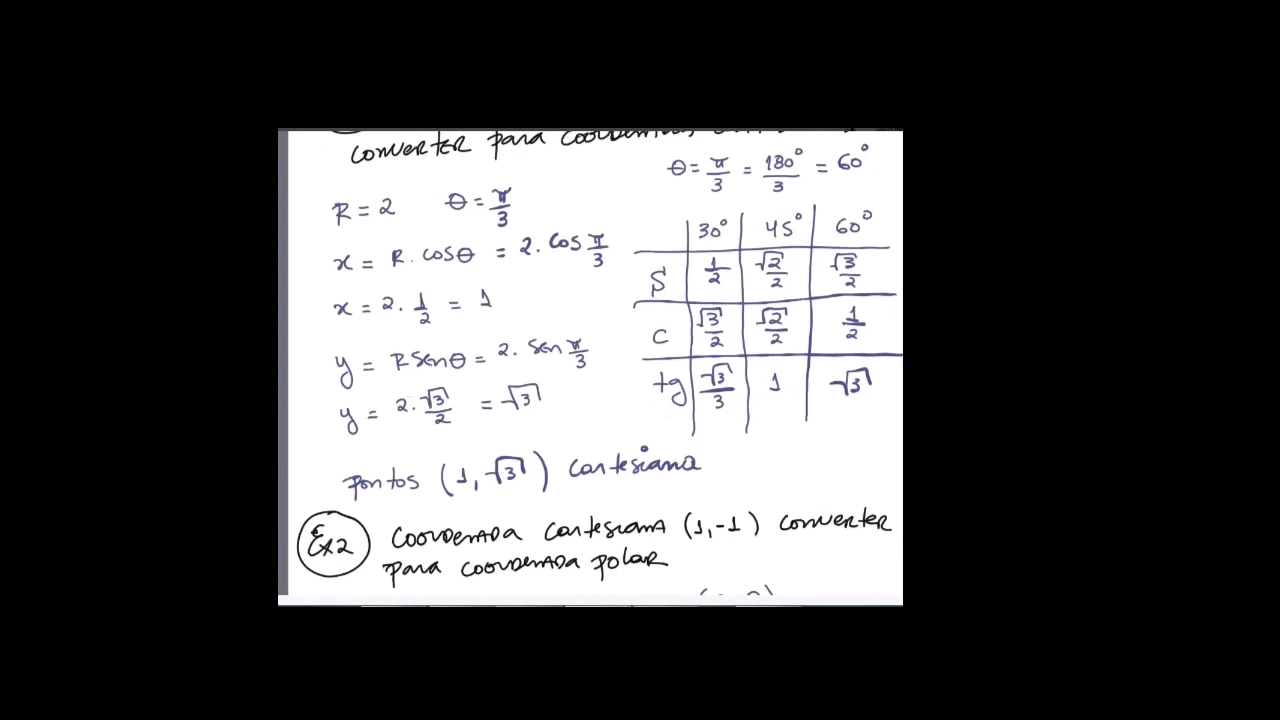 converter para coordenadas
θ = π/3 = 180°/3 = 60°
R = 2 θ = π/3
x = R. cosθ = 2. cos π/3
x = 2. 1/2 = 1
y = R senθ = 2. sen π/3
y = 2. √3/2 = √3
30° 45° 60°
S 1/2 √2/2 √3/2
C √3/2 √2/2 1/2
tg √3/3 1 √3
pontos (1, √3) cartesiana
Ex2 coordenada cartesiana (1,-1) converter
para coordenada polar